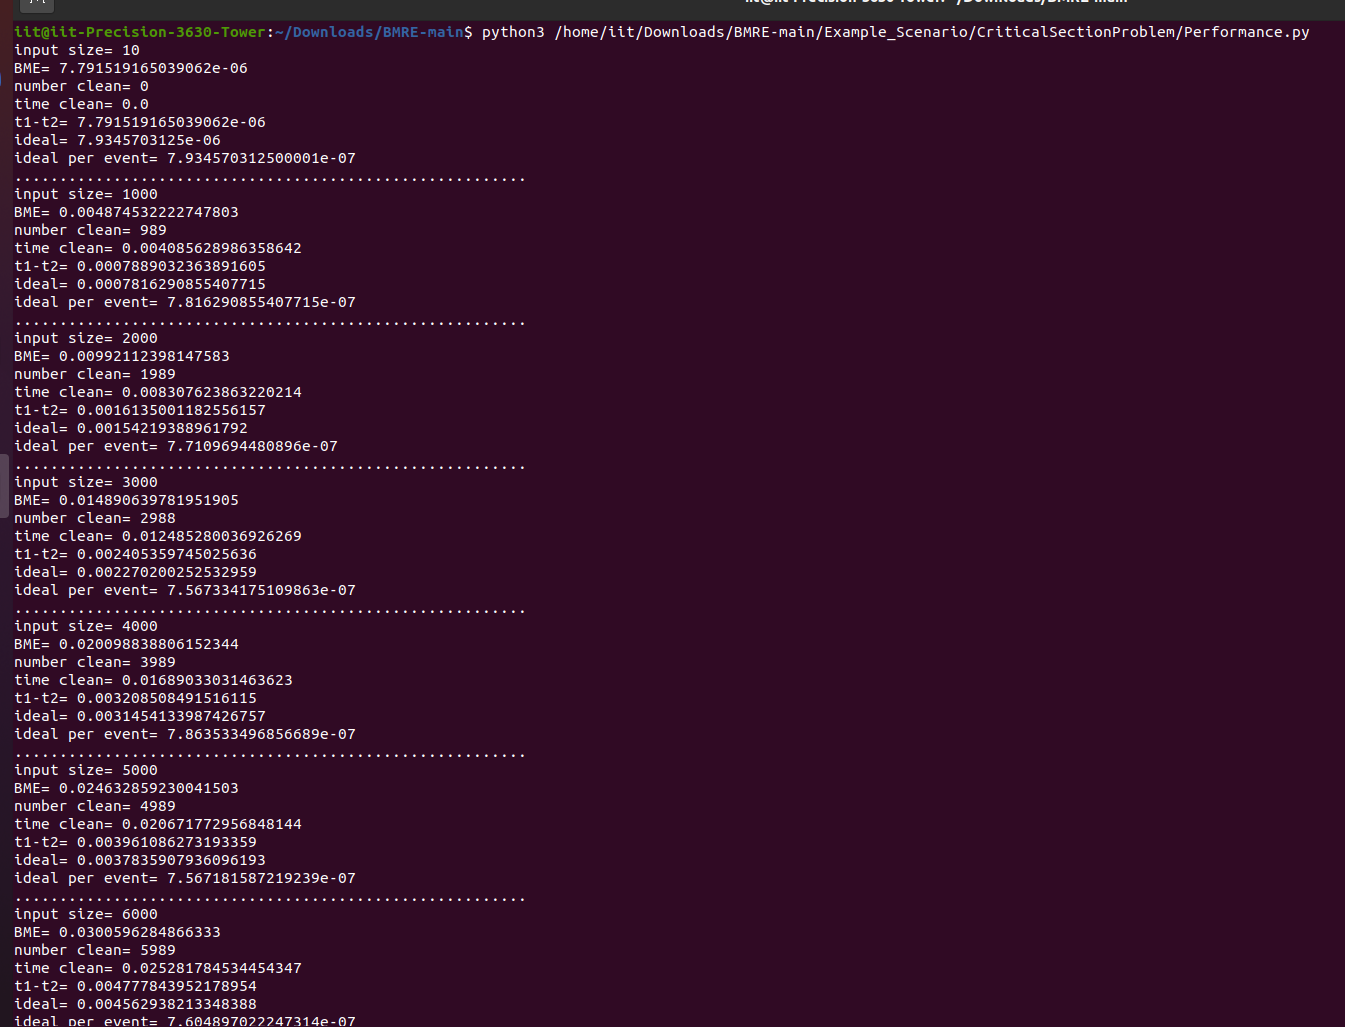 iit@iit-Precision-3630-Tower:~/Downloads/BMRE-main$ python3 /home/iit/Downloads/BMRE-main/Example_Scenario/CriticalSectionProblem/Performance.py
input size= 10
BME= 7.791519165039062e-06
number clean= 0
time clean= 0.0
t1-t2= 7.791519165039062e-06
ideal= 7.9345703125e-06
ideal per event= 7.934570312500001e-07
.........................................................
input size= 1000
BME= 0.004874532222747803
number clean= 989
time clean= 0.004085628986358642
t1-t2= 0.0007889032363891605
ideal= 0.0007816290855407715
ideal per event= 7.816290855407715e-07
.........................................................
input size= 2000
BME= 0.00992112398147583
number clean= 1989
time clean= 0.008307623863220214
t1-t2= 0.0016135001182556157
ideal= 0.00154219388961792
ideal per event= 7.7109694480896e-07
.........................................................
input size= 3000
BME= 0.014890639781951905
number clean= 2988
time clean= 0.012485280036926269
t1-t2= 0.002405359745025636
ideal= 0.002270200252532959
ideal per event= 7.567334175109863e-07
.........................................................
input size= 4000
BME= 0.020098838806152344
number clean= 3989
time clean= 0.01689033031463623
t1-t2= 0.003208508491516115
ideal= 0.0031454133987426757
ideal per event= 7.863533496856689e-07
.........................................................
input size= 5000
BME= 0.024632859230041503
number clean= 4989
time clean= 0.020671772956848144
t1-t2= 0.003961086273193359
ideal= 0.0037835907936096193
ideal per event= 7.567181587219239e-07
.........................................................
input size= 6000
BME= 0.0300596284866333
number clean= 5989
time clean= 0.025281784534454347
t1-t2= 0.004777843952178954
ideal= 0.004562938213348388
ideal per event= 7.604897022247314e-07